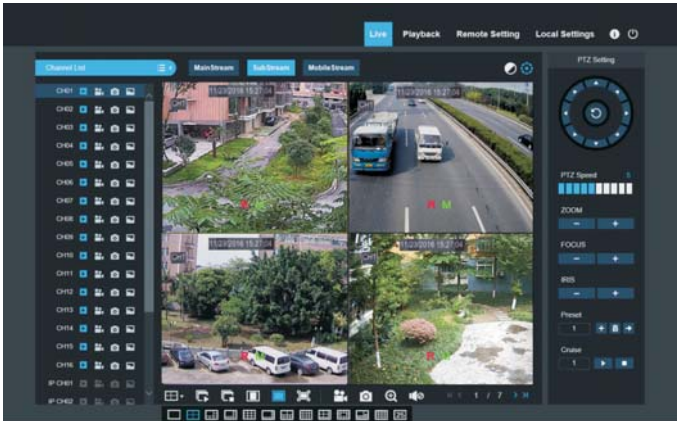 Live Playback Remote Setting Local Settings
Channel List MainStream SubStream MobileStream PTZ Setting
CH01
CH02
CH03
CH04
CH05
CH06
CH07
CH08
CH09
CH10
CH11
CH12
CH13
CH14
CH15
CH16
IP CH01
IP CH02
11/23/2016 15:27:04
11/23/2016 15:27:04
R M
R M
11/23/2016 15:27:04
11/23/2016 15:27:04
R M
R M
1 / 7
PTZ Speed 5
ZOOM
- +
FOCUS
- +
IRIS
- +
Preset
1 +
Cruise
1